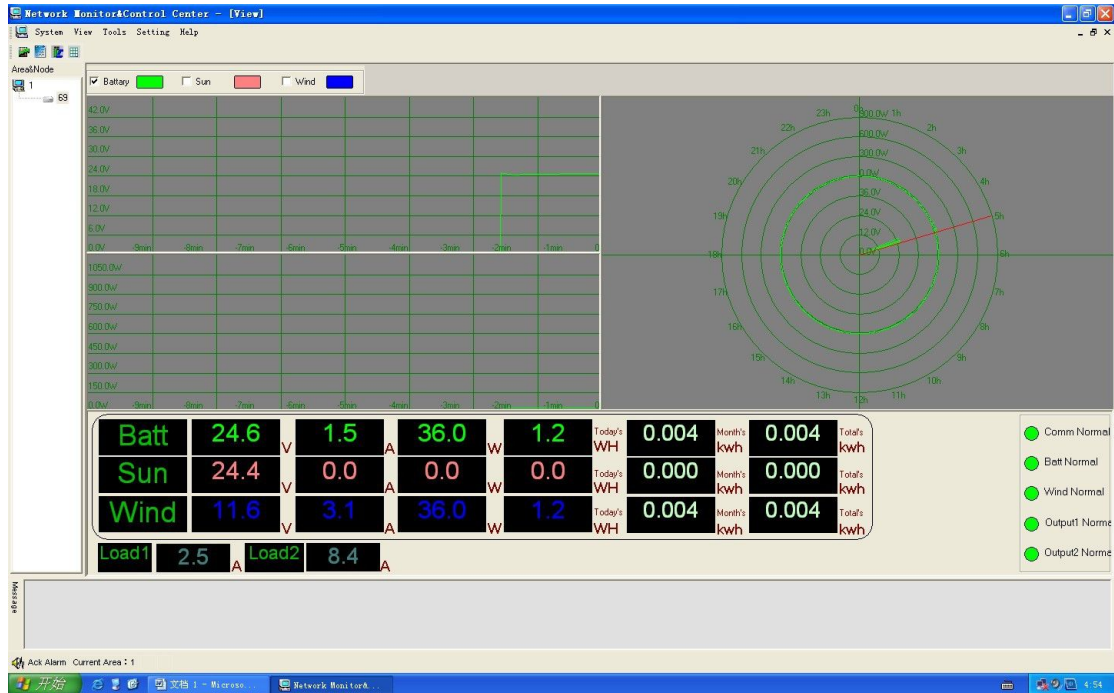 Network Monitor&Control Center - [View]
System View Tools Setting Help
Area&Node
1
69
Battary Sun Wind
42.0V
36.0V
30.0V
24.0V
18.0V
12.0V
6.0V
0.0V -9min -8min -7min -6min -5min -4min -3min -2min -1min 0
1050.0W
900.0W
750.0W
600.0W
450.0W
300.0W
150.0W
0.0W -9min -8min -7min -6min -5min -4min -3min -2min -1min 0
900.0W
600.0W
300.0W
0.0W
36.0V
24.0V
12.0V
0.0V
1h
2h
3h
4h
5h
6h
7h
8h
9h
10h
11h
12h
13h
14h
15h
16h
17h
18h
19h
20h
21h
22h
23h
Batt 24.6 V 1.5 A 36.0 W 1.2 Today's WH 0.004 Month's kwh 0.004 Total's kwh
Sun 24.4 V 0.0 A 0.0 W 0.0 Today's WH 0.000 Month's kwh 0.000 Total's kwh
Wind 11.6 V 3.1 A 36.0 W 1.2 Today's WH 0.004 Month's kwh 0.004 Total's kwh
Load1 2.5 A Load2 8.4 A
Comm Normal
Batt Normal
Wind Normal
Output1 Norma
Output2 Norma
Message
Ack Alarm Current Area：1
开始 文档 1 - Microso... Network Monitor&... 4:54